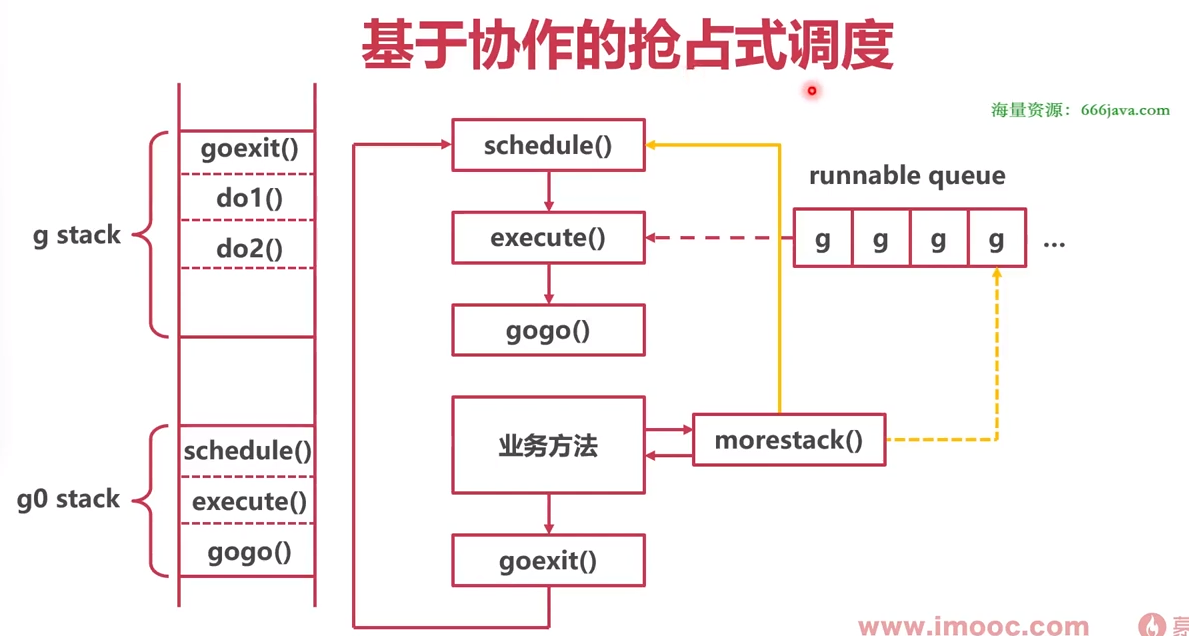 基于协作的抢占式调度
海量资源：666java.com
goexit()
do1()
do2()
g stack
schedule()
execute()
gogo()
g0 stack
schedule()
execute()
gogo()
业务方法
goexit()
morestack()
runnable queue
g g g g ...
www.imooc.com